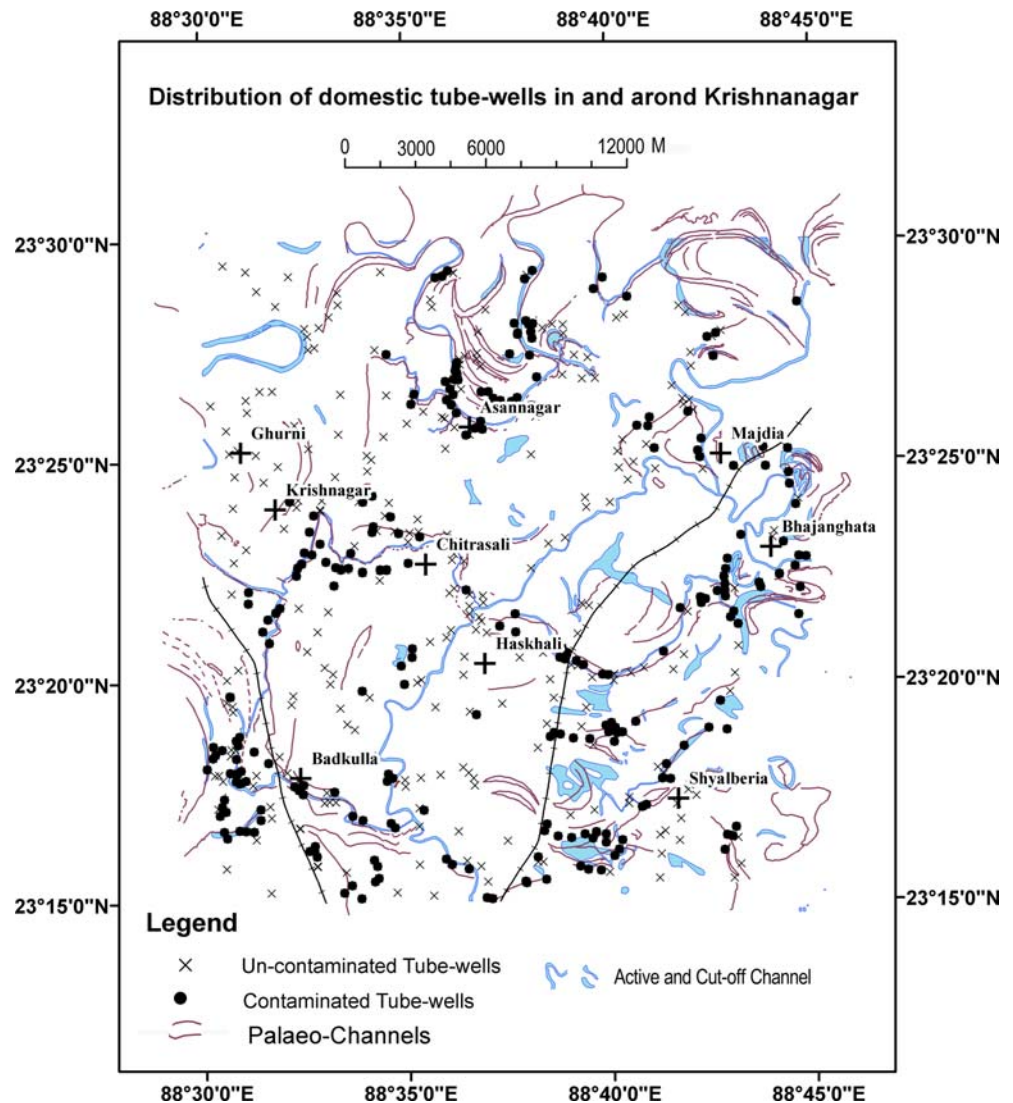 88°30'0"E 88°35'0"E 88°40'0"E 88°45'0"E
Distribution of domestic tube-wells in and arond Krishnanagar
0 3000 6000 12000 M
23°30'0"N 23°30'0"N
Asannagar
Ghurni Majdia
23°25'0"N 23°25'0"N
Krishnagar
Bhajanghata
Chitrasali
Haskhali
23°20'0"N 23°20'0"N
Badkulla
Shyalberia
23°15'0"N 23°15'0"N
Legend
Un-contaminated Tube-wells
Active and Cut-off Channel
Contaminated Tube-wells
Palaeo-Channels
88°30'0"E 88°35'0"E 88°40'0"E 88°45'0"E